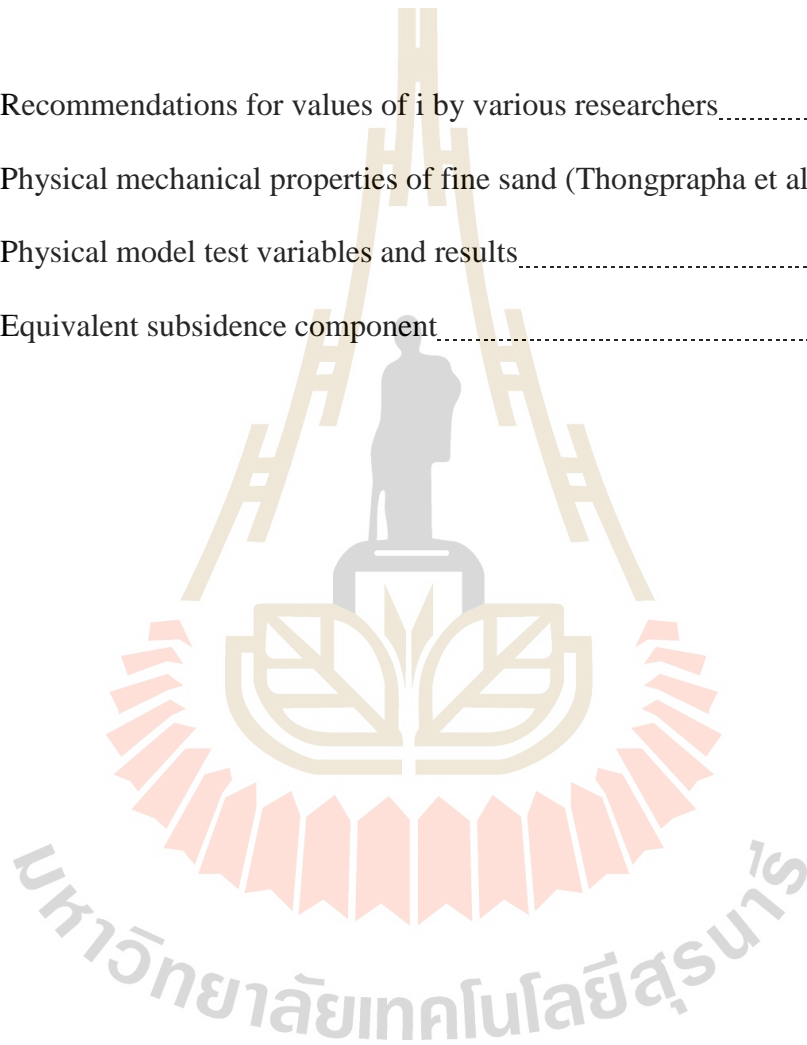 Recommendations for values of i by various researchers
Physical mechanical properties of fine sand (Thongprapha et al
Physical model test variables and results
Equivalent subsidence component
มหาวิทยาลัยเทคโนโลยีสุรนารี